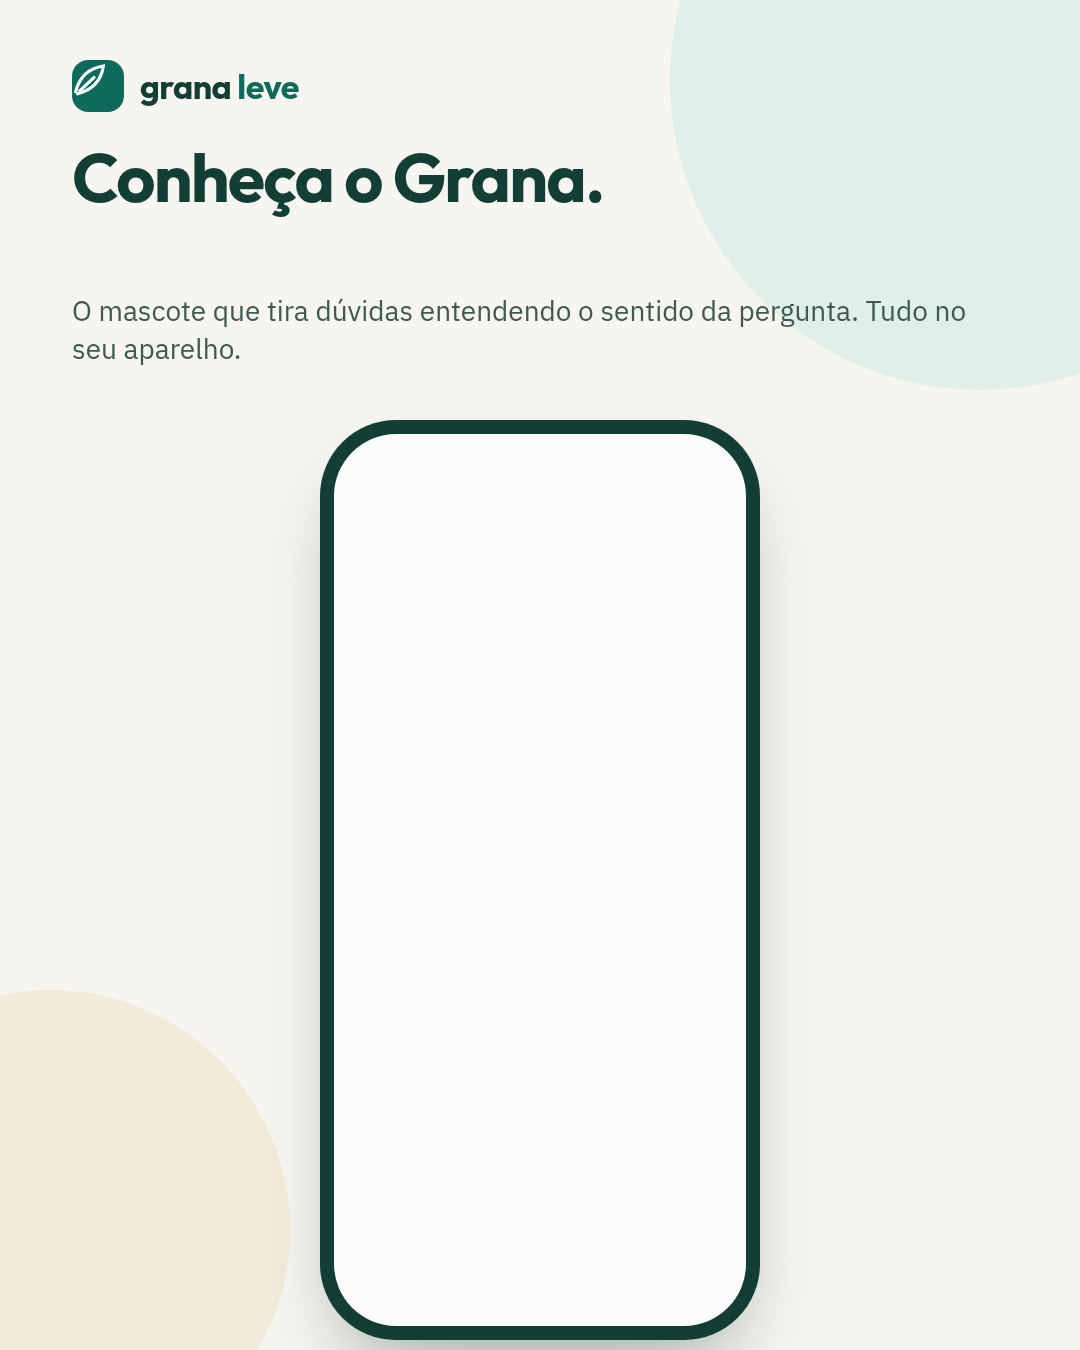 grana leve
Conheça o Grana.
O mascote que tira dúvidas entendendo o sentido da pergunta. Tudo no
seu aparelho.